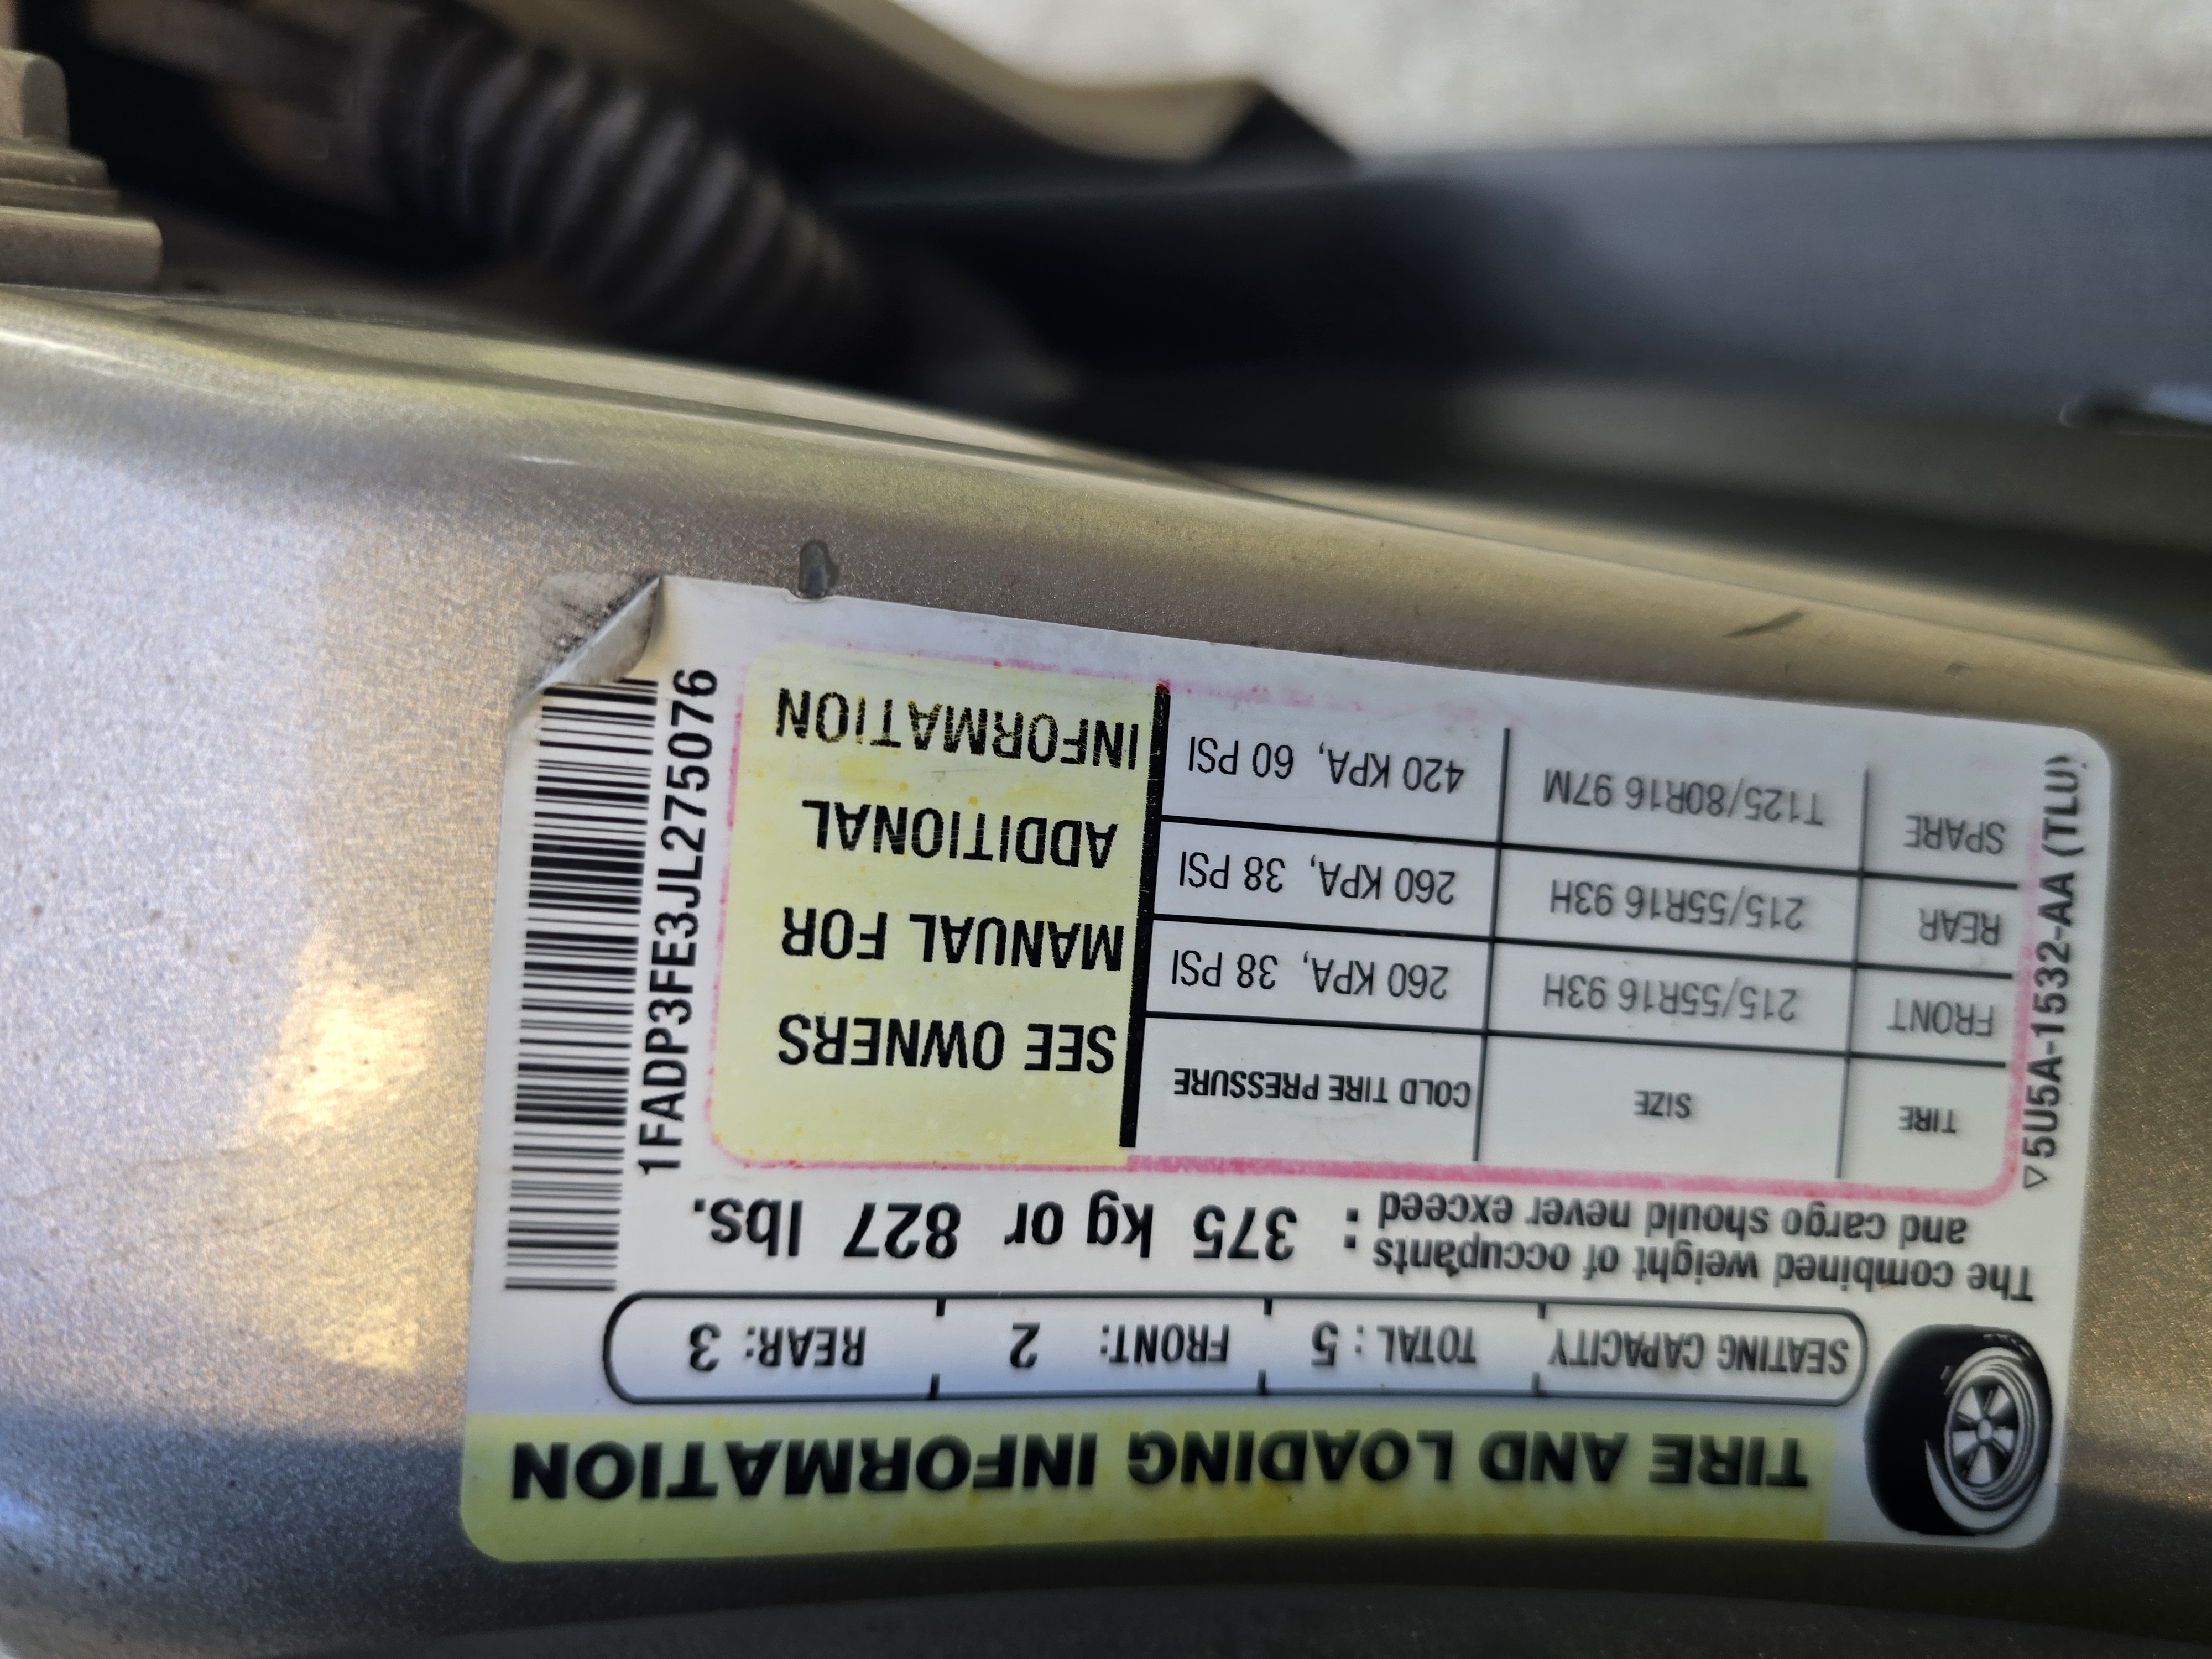 TIRE AND LOADING INFORMATION
SEATING CAPACITY TOTAL : 5 FRONT: 2 REAR: 3
The combined weight of occupants
and cargo should never exceed : 375 kg or 827 lbs.
TIRE SIZE COLD TIRE PRESSURE
FRONT 215/55R16 93H 260 KPA, 38 PSI
REAR 215/55R16 93H 260 KPA, 38 PSI
SPARE T125/80R16 97M 420 KPA, 60 PSI
SEE OWNERS
MANUAL FOR
ADDITIONAL
INFORMATION
▽5U5A-1532-AA (TLU)
1FADP3FE3JL275076